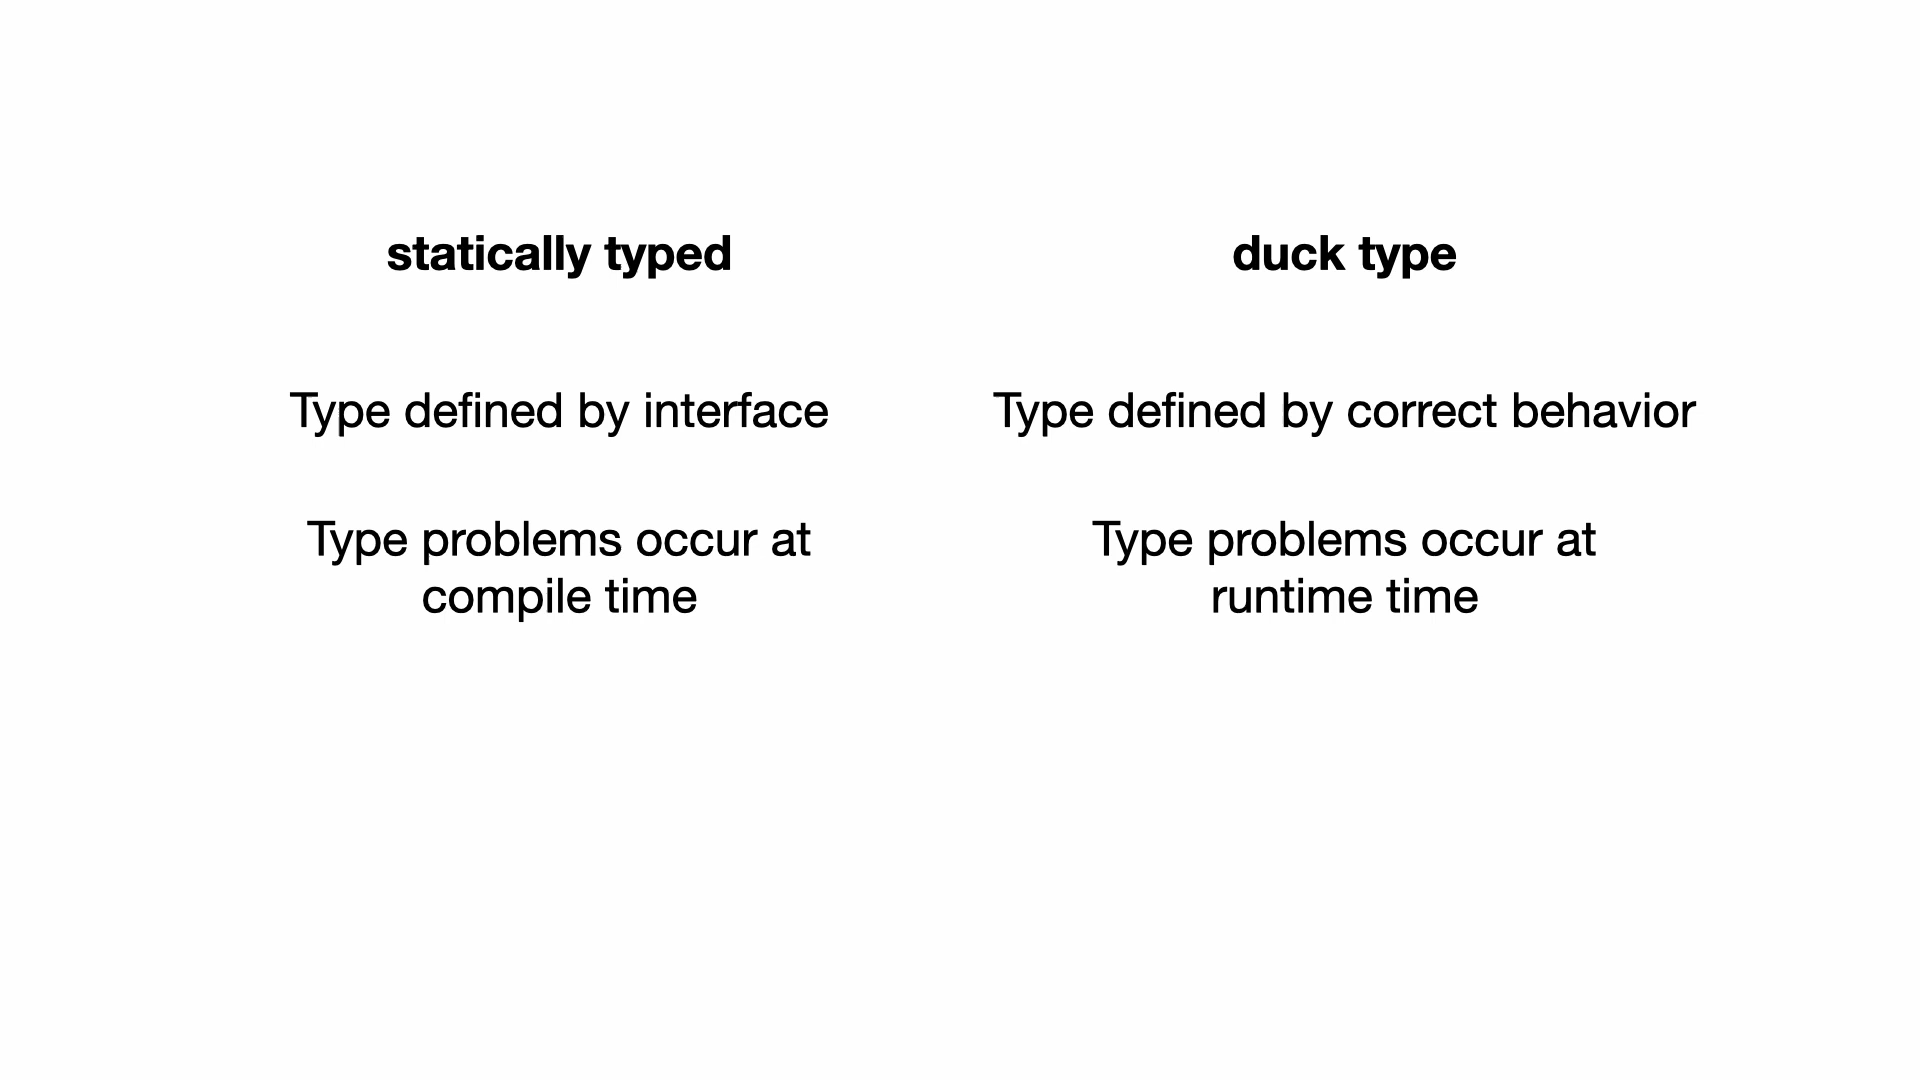 statically typed
duck type
Type defined by interface
Type defined by correct behavior
Type problems occur at
compile time
Type problems occur at
runtime time